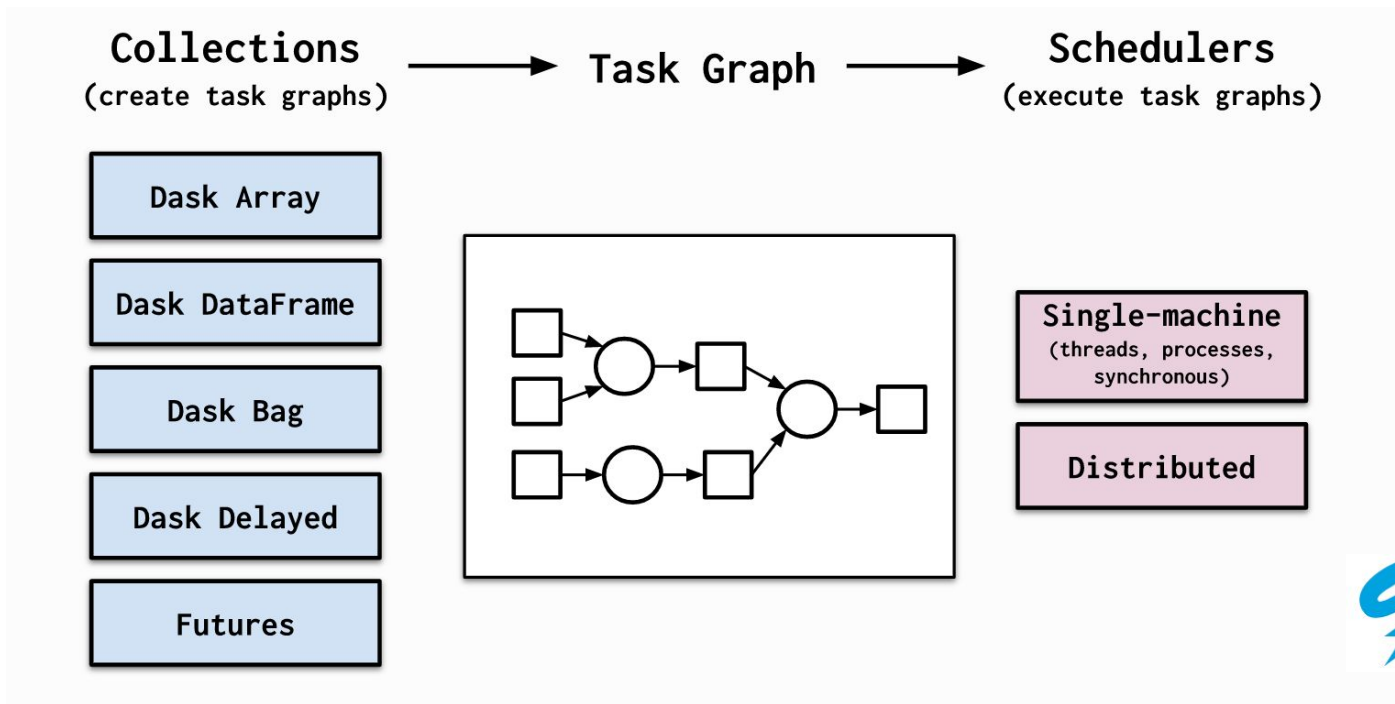 Collections
(create task graphs)
Task Graph
Schedulers
(execute task graphs)
Dask Array
Dask DataFrame
Dask Bag
Dask Delayed
Futures
Single-machine
(threads, processes,
synchronous)
Distributed